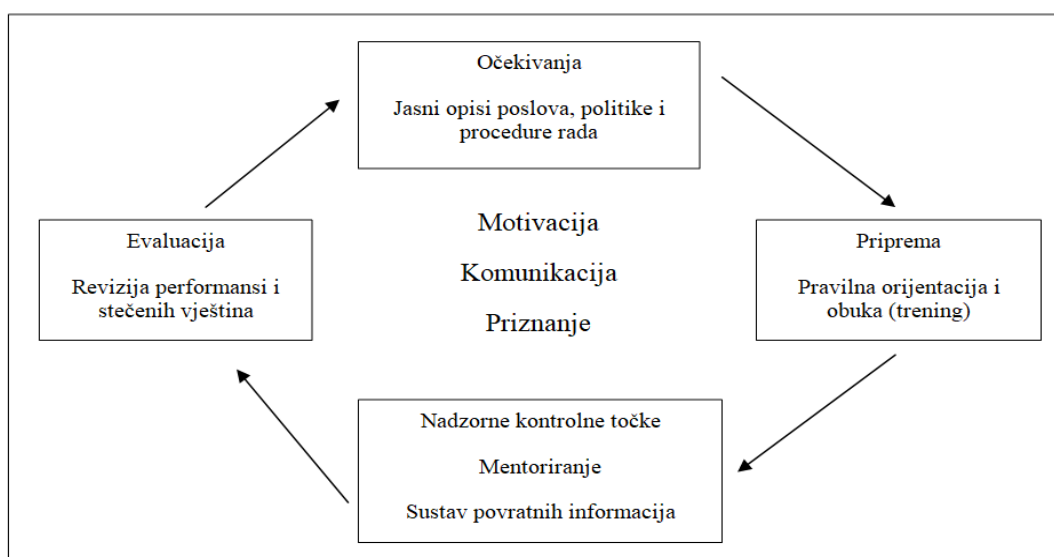 Očekivanja
Jasni opisi poslova, politike i
procedure rada
Evaluacija
Revizija performansi i
stečenih vještina
Motivacija
Komunikacija
Priznanje
Priprema
Pravilna orijentacija i
obuka (trening)
Nadzorne kontrolne točke
Mentoriranje
Sustav povratnih informacija